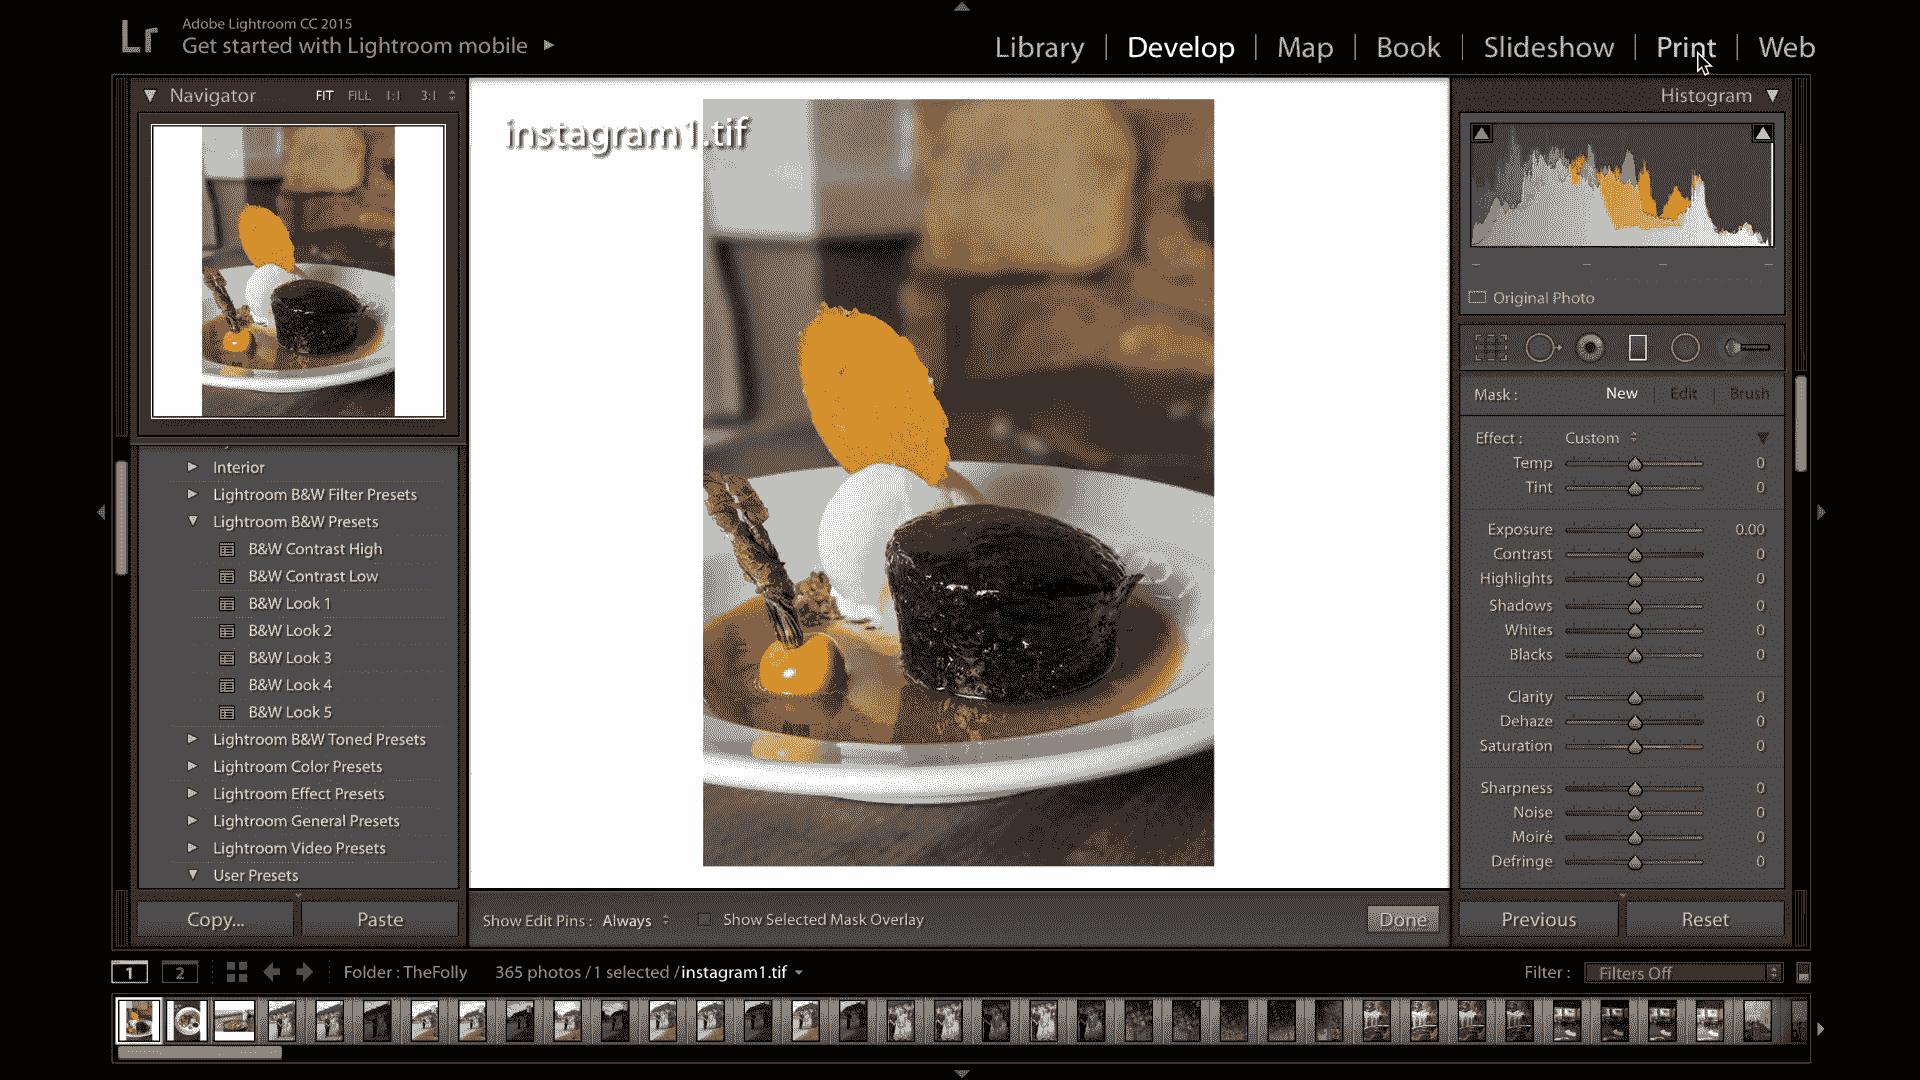 Lr
Adobe Lightroom CC 2015
Get started with Lightroom mobile
Library | Develop | Map | Book | Slideshow | Print | Web
Navigator FIT FILL 1:1 3:1
Interior
Lightroom B&W Filter Presets
Lightroom B&W Presets
B&W Contrast High
B&W Contrast Low
B&W Look 1
B&W Look 2
B&W Look 3
B&W Look 4
B&W Look 5
Lightroom B&W Toned Presets
Lightroom Color Presets
Lightroom Effect Presets
Lightroom General Presets
Lightroom Video Presets
User Presets
Copy... Paste
instagram1.tif
Show Edit Pins : Always Show Selected Mask Overlay Done
Histogram
Original Photo
Mask : New | Edit | Brush
Effect : Custom
Temp 0
Tint 0
Exposure 0.00
Contrast 0
Highlights 0
Shadows 0
Whites 0
Blacks 0
Clarity 0
Dehaze 0
Saturation 0
Sharpness 0
Noise 0
Moiré 0
Defringe 0
Previous Reset
1 2 Folder : TheFolly 365 photos / 1 selected / instagram1.tif Filter : Filters Off